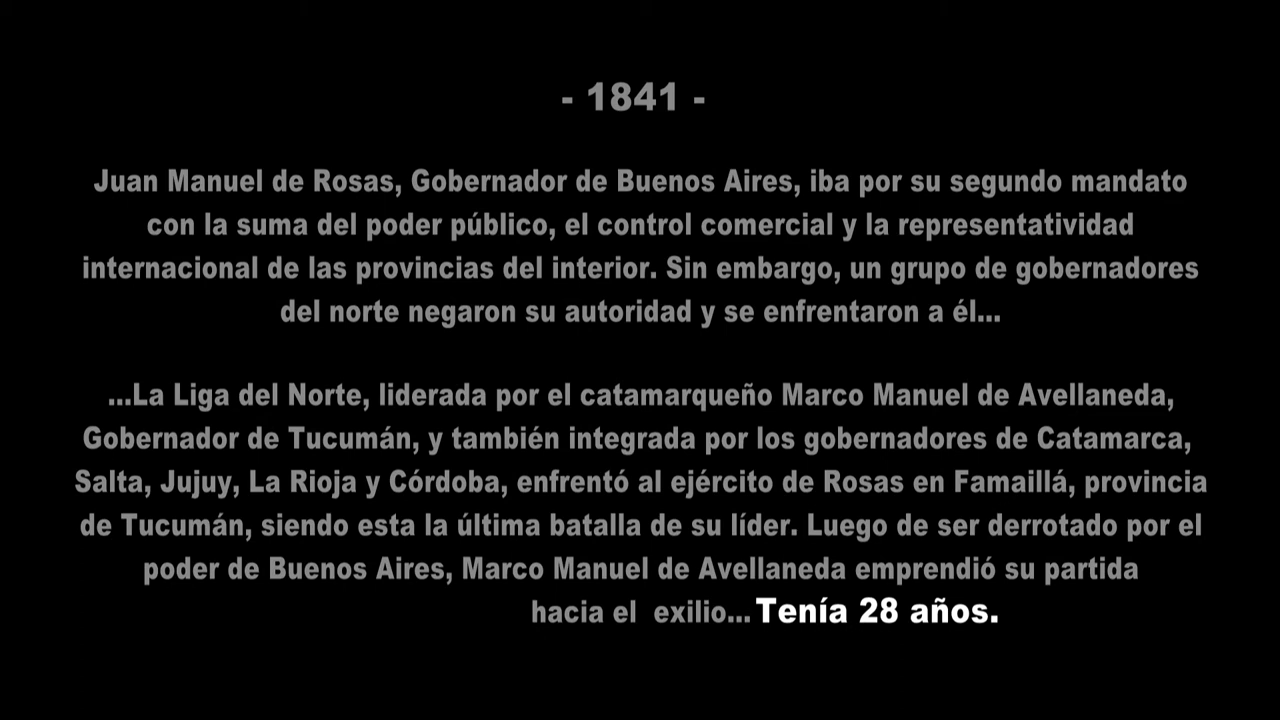 - 1841 -
Juan Manuel de Rosas, Gobernador de Buenos Aires, iba por su segundo mandato
con la suma del poder público, el control comercial y la representatividad
internacional de las provincias del interior. Sin embargo, un grupo de gobernadores
del norte negaron su autoridad y se enfrentaron a él...
...La Liga del Norte, liderada por el catamarqueño Marco Manuel de Avellaneda,
Gobernador de Tucumán, y también integrada por los gobernadores de Catamarca,
Salta, Jujuy, La Rioja y Córdoba, enfrentó al ejército de Rosas en Famaillá, provincia
de Tucumán, siendo esta la última batalla de su líder. Luego de ser derrotado por el
poder de Buenos Aires, Marco Manuel de Avellaneda emprendió su partida
hacia el exilio... Tenía 28 años.